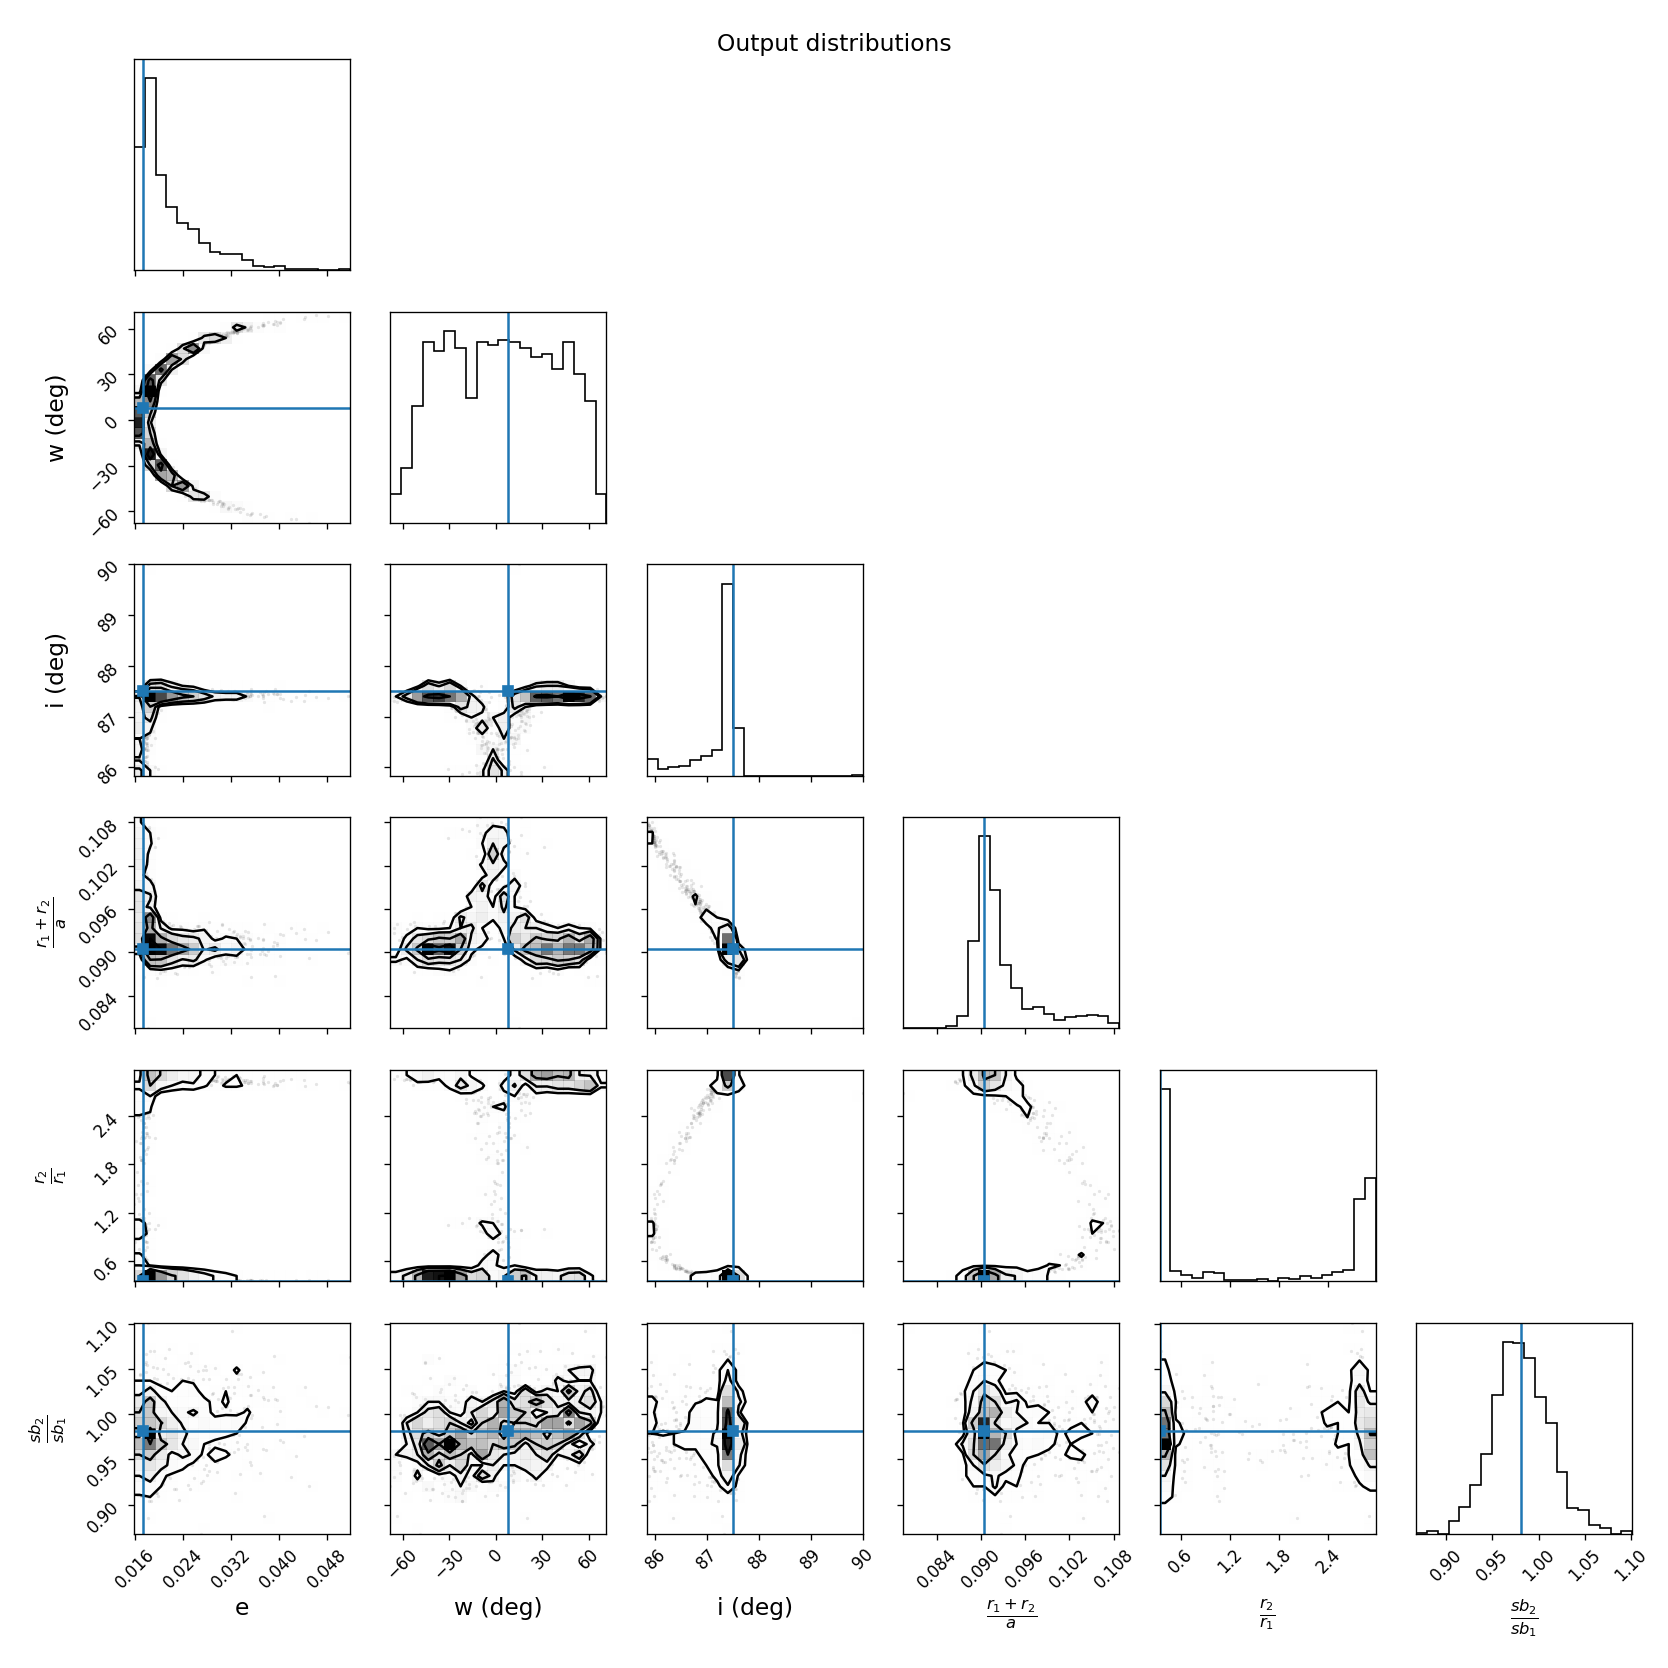 Output distributions
w (deg)
60
30
0
−30
−60
i (deg)
90
89
88
87
86
r₁ + r₂
a
0.108
0.102
0.096
0.090
0.084
r₂
r₁
2.4
1.8
1.2
0.6
sb₂
sb₁
1.10
1.05
1.00
0.95
0.90
0.016 0.024 0.032 0.040 0.048
−60 −30 0 30 60
86 87 88 89 90
0.084 0.090 0.096 0.102 0.108
0.6 1.2 1.8 2.4
0.90 0.95 1.00 1.05 1.10
e
w (deg)
i (deg)
r₁ + r₂
a
r₂
r₁
sb₂
sb₁